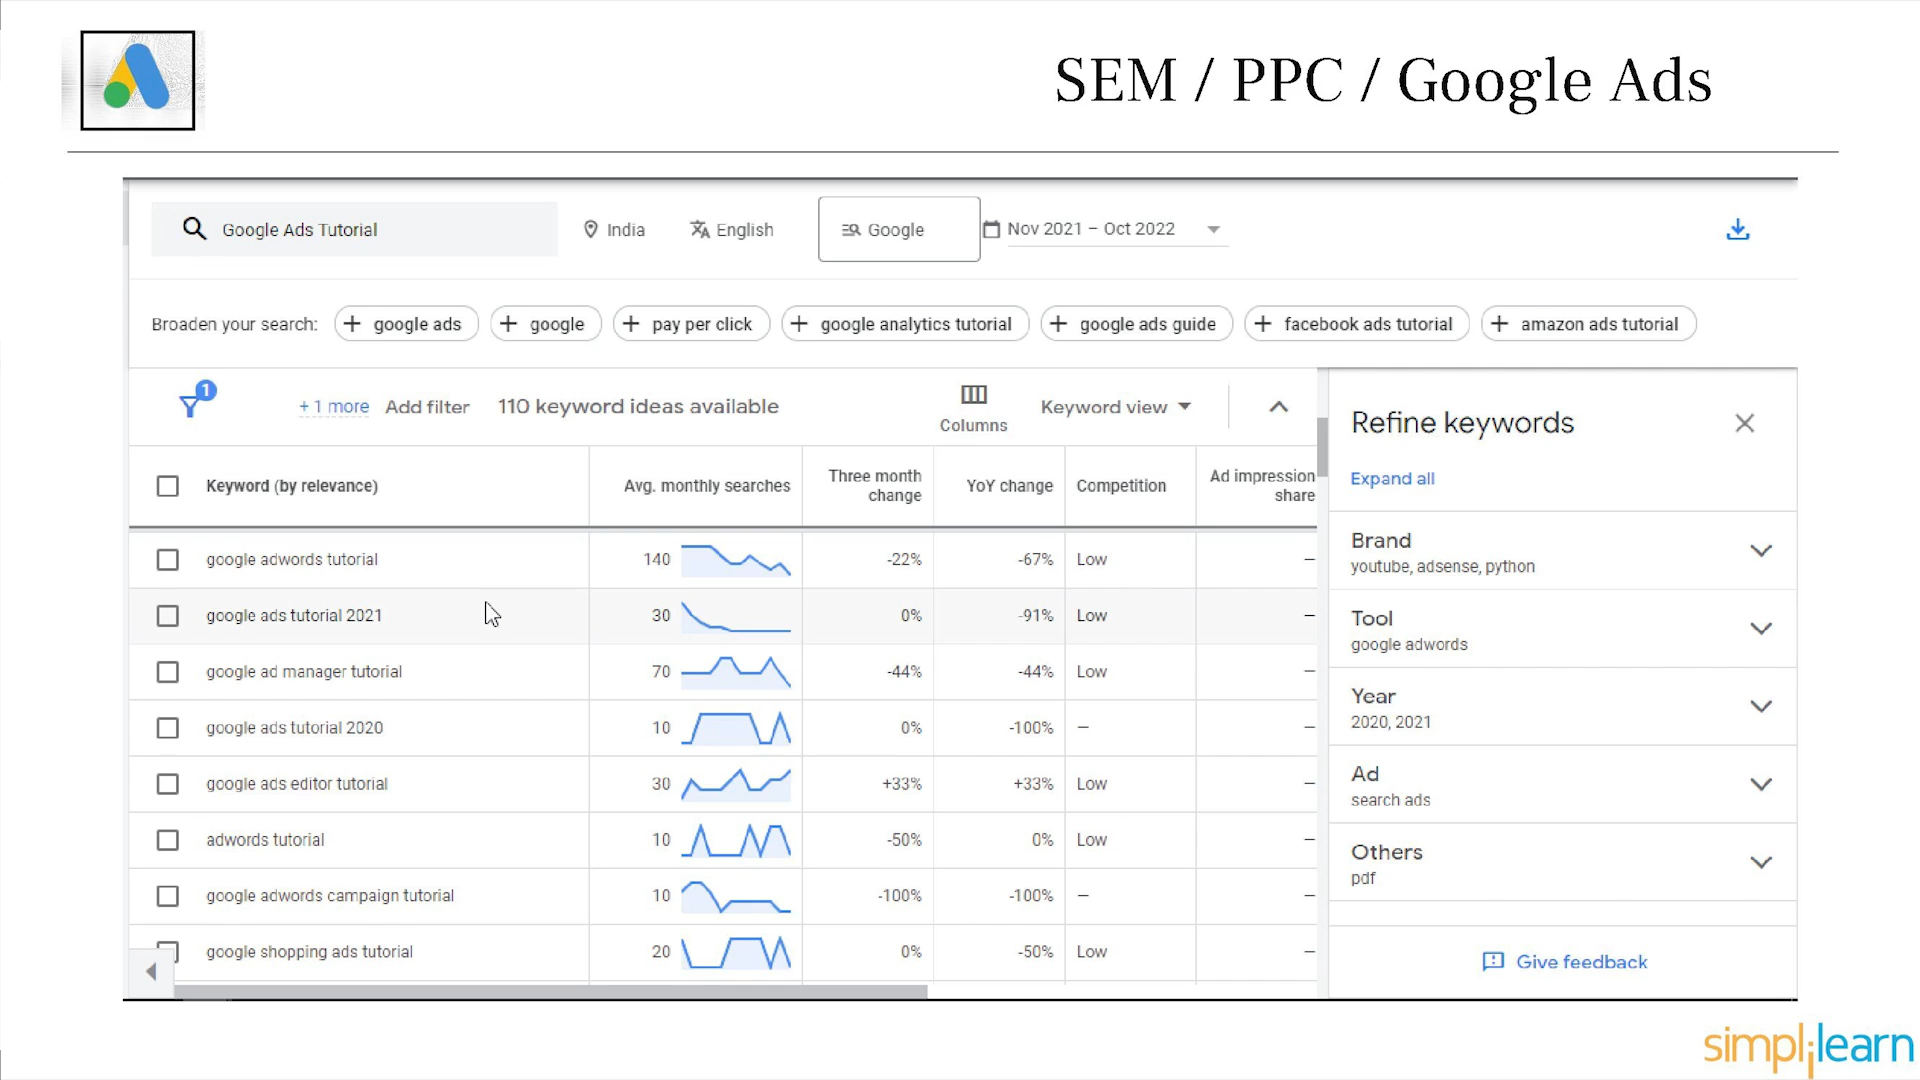 SEM / PPC / Google Ads
Google Ads Tutorial India English Google Nov 2021 – Oct 2022
Broaden your search: google ads google pay per click google analytics tutorial google ads guide facebook ads tutorial amazon ads tutorial
1
+ 1 more Add filter 110 keyword ideas available Columns Keyword view
Keyword (by relevance) Avg. monthly searches Three month change YoY change Competition Ad impression share
google adwords tutorial 140 -22% -67% Low –
google ads tutorial 2021 30 0% -91% Low –
google ad manager tutorial 70 -44% -44% Low –
google ads tutorial 2020 10 0% -100% – –
google ads editor tutorial 30 +33% +33% Low –
adwords tutorial 10 -50% 0% Low –
google adwords campaign tutorial 10 -100% -100% – –
google shopping ads tutorial 20 0% -50% Low –
Refine keywords
Expand all
Brand
youtube, adsense, python
Tool
google adwords
Year
2020, 2021
Ad
search ads
Others
pdf
Give feedback
simplilearn